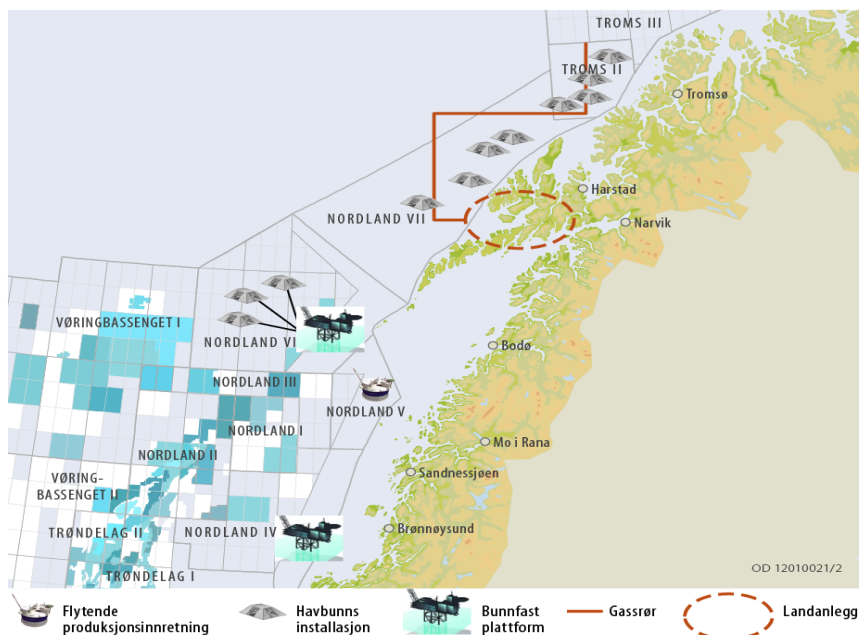 TROMS III
TROMS II
Tromsø
Harstad
NORDLAND VII
Narvik
VØRINGBASSENGET I
NORDLAND VI
Bodø
NORDLAND III
NORDLAND V
NORDLAND I
Mo i Rana
NORDLAND II
VØRING-
BASSENGET II
Sandnessjøen
TRØNDELAG II
NORDLAND IV
Brønnøysund
TRØNDELAG I
OD 12010021/2
Flytende
produksjonsinnretning
Havbunns
installasjon
Bunnfast
plattform
Gassrør
Landanlegg